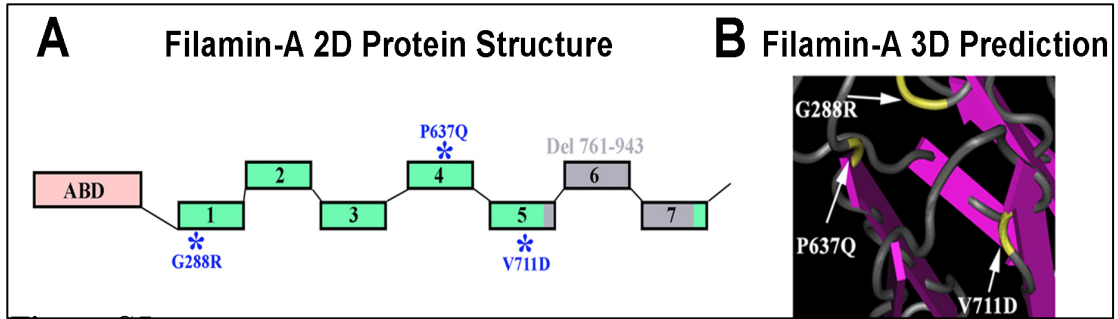 A
Filamin-A 2D Protein Structure
B
Filamin-A 3D Prediction
ABD
1
2
3
4
5
6
7
G288R
P637Q
V711D
Del 761-943
G288R
P637Q
V711D